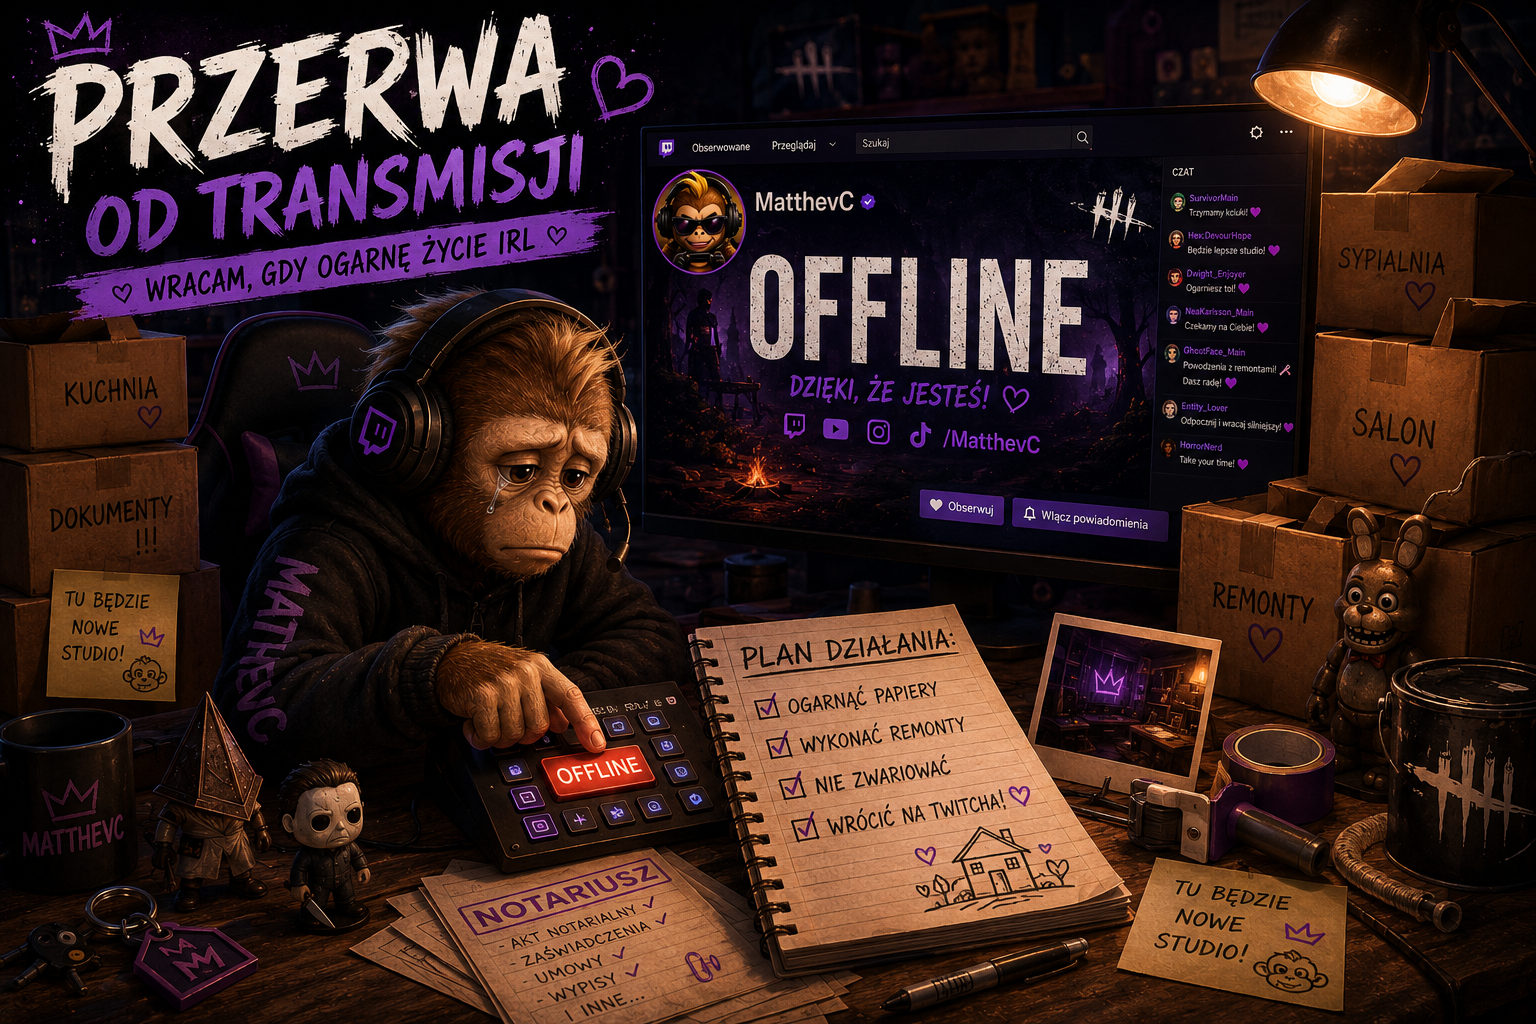 PRZERWA
OD TRANSMISJI
WRACAM, GDY OGARNĘ ŻYCIE IRL
Obserwowane
Przeglądaj
Szukaj
MatthevC
OFFLINE
DZIĘKI, ŻE JESTEŚ!
/MatthevC
Obserwuj
Włącz powiadomienia
CZAT
SurvivorMain
Trzymamy kciuki!
Hex:DevourHope
Będzie lepsze studio!
Dwight_Enjoyer
Ogarniesz to!
NeaKarlsson_Main
Czekamy na Ciebie!
GhostFace_Main
Powodzenia z remontami!
Dasz radę!
Entity_Lover
Odpocznij i wracaj silniejszy!
HorrorNerd
Take your time!
KUCHNIA
DOKUMENTY
!!!
TU BĘDZIE
NOWE
STUDIO!
SYPIALNIA
SALON
REMONTY
MATTHEVC
MATTHEVC
OFFLINE
PLAN DZIAŁANIA:
OGARNĄĆ PAPIERY
WYKONAĆ REMONTY
NIE ZWARIOWAĆ
WRÓCIĆ NA TWITCHA!
NOTARIUSZ
- AKT NOTARIALNY
- ZAŚWIADCZENIA
- UMOWY
- WYPISY
I INNE...
TU BĘDZIE
NOWE
STUDIO!